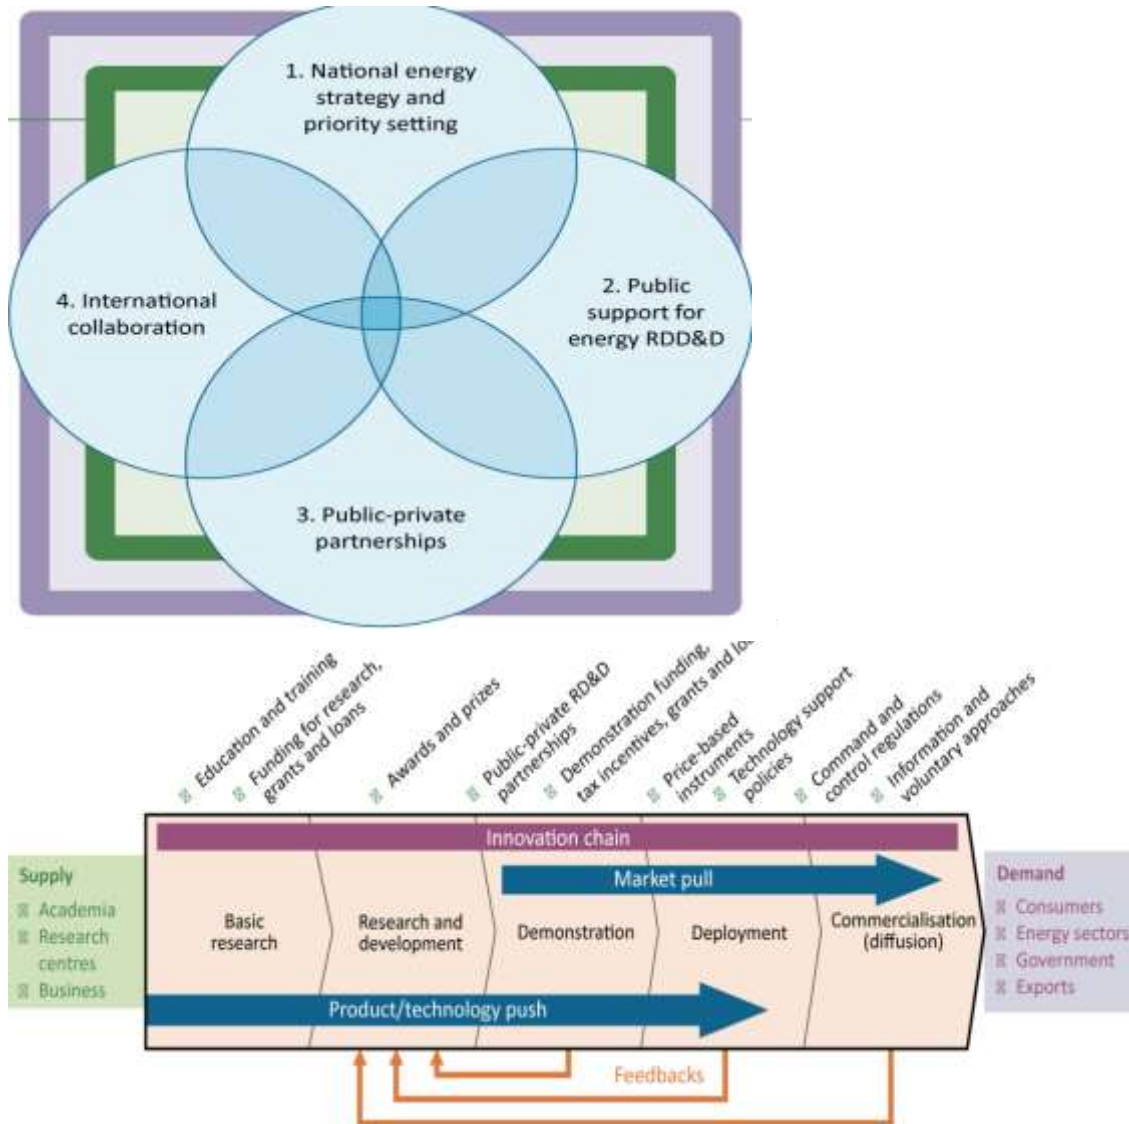 1. National energy
strategy and
priority setting
4. International
collaboration
2. Public
support for
energy RDD&D
3. Public-private
partnerships
Education and training
Funding for research,
grants and loans
Awards and prizes
Public-private RD&D
partnerships
Demonstration funding,
tax incentives, grants and
Price-based
instruments
Technology support
policies
Command and
control regulations
Information and
voluntary approaches
Innovation chain
Market pull
Supply
Academia
Research
centres
Business
Basic
research
Research and
development
Demonstration
Deployment
Commercialisation
(diffusion)
Demand
Consumers
Energy sectors
Government
Exports
Product/technology push
Feedbacks